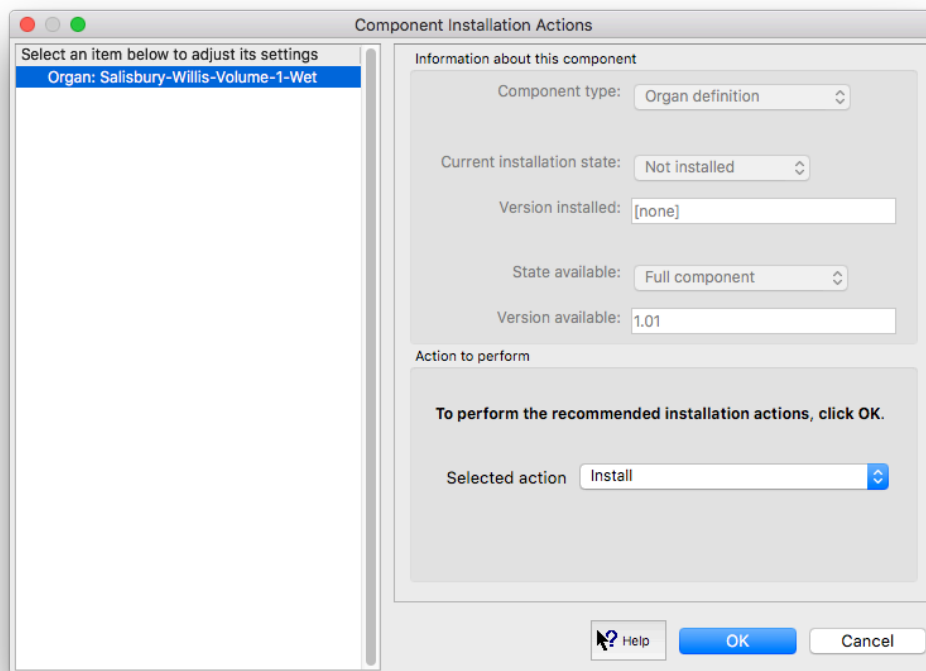 Component Installation Actions
Select an item below to adjust its settings
Organ: Salisbury-Willis-Volume-1-Wet
Information about this component
Component type: Organ definition
Current installation state: Not installed
Version installed: [none]
State available: Full component
Version available: 1.01
Action to perform
To perform the recommended installation actions, click OK.
Selected action Install
? Help OK Cancel